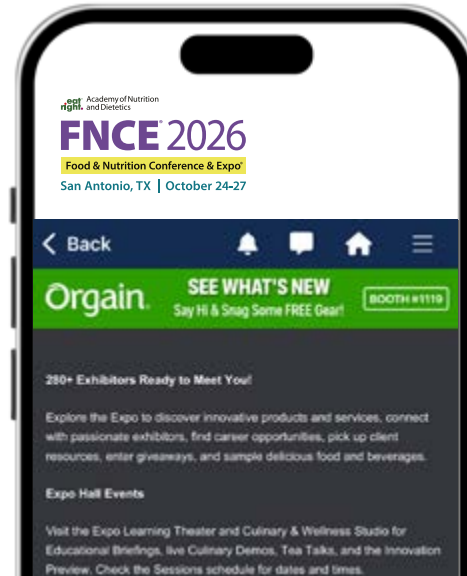 eat right. Academy of Nutrition and Dietetics
FNCE® 2026
Food & Nutrition Conference & Expo®
San Antonio, TX | October 24-27
Back
Orgain.
SEE WHAT'S NEW
Say Hi & Snag Some FREE Gear!
BOOTH #1119
280+ Exhibitors Ready to Meet You!
Explore the Expo to discover innovative products and services, connect
with passionate exhibitors, find career opportunities, pick up client
resources, enter giveaways, and sample delicious food and beverages.
Expo Hall Events
Visit the Expo Learning Theater and Culinary & Wellness Studio for
Educational Briefings, live Culinary Demos, Tea Talks, and the Innovation
Preview. Check the Sessions schedule for dates and times.